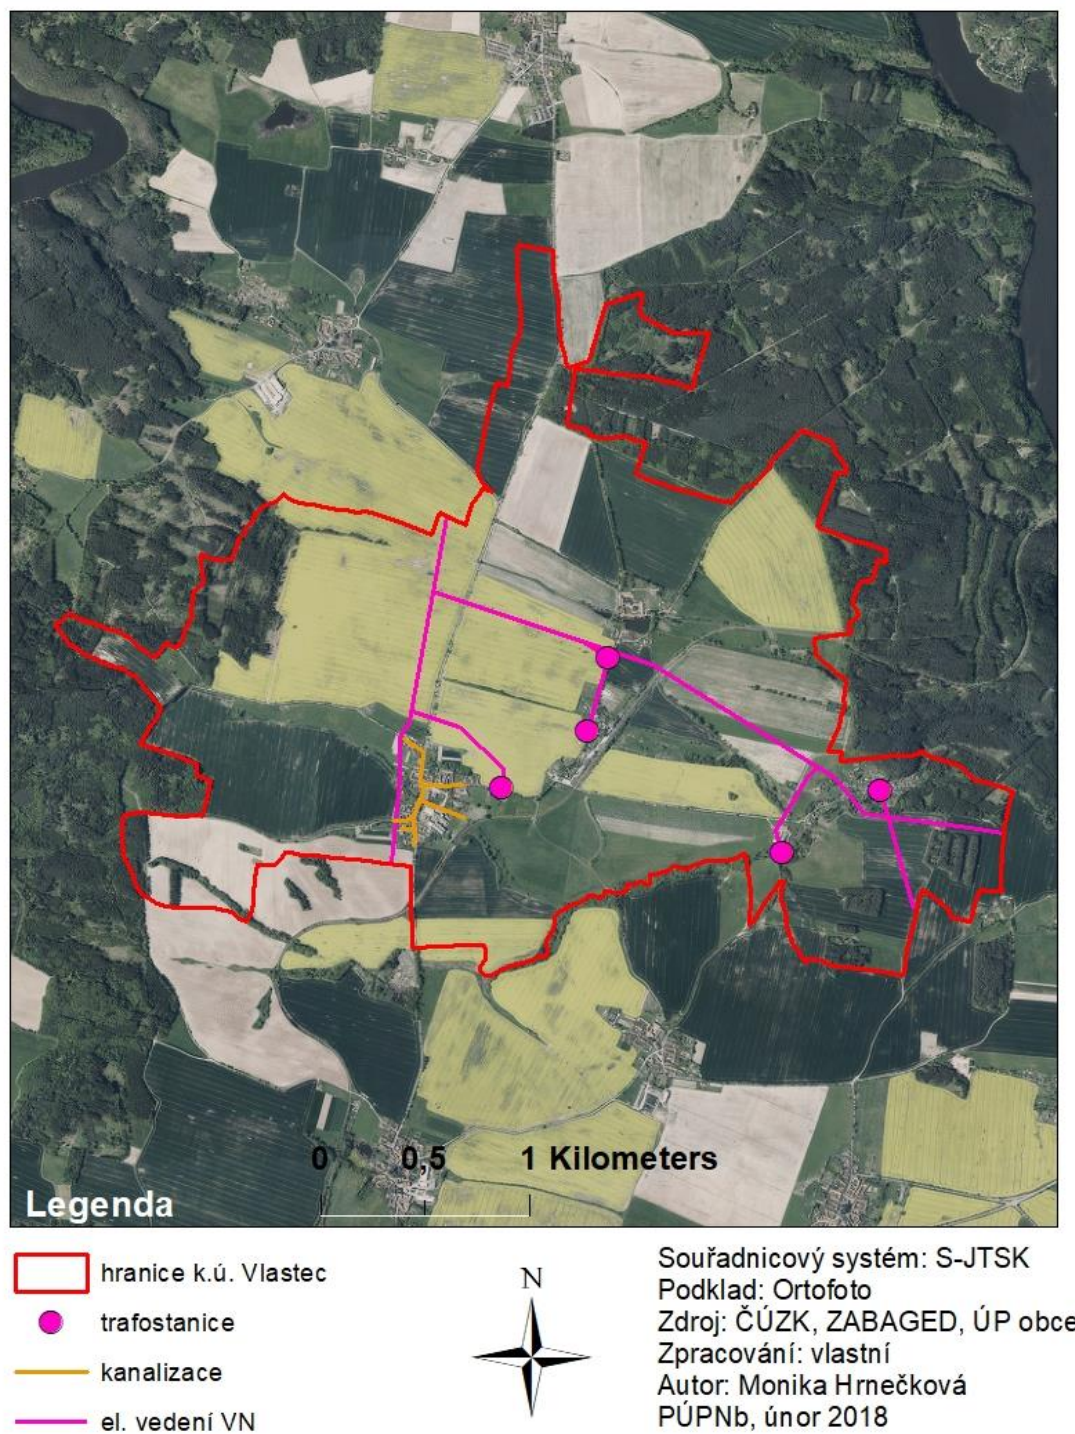 0 0,5 1 Kilometers
Legenda
hranice k.ú. Vlastec
trafostanice
kanalizace
el. vedení VN
N
Souřadnicový systém: S-JTSK
Podklad: Ortofoto
Zdroj: ČÚZK, ZABAGED, ÚP obce
Zpracování: vlastní
Autor: Monika Hrnečková
PÚPNb, únor 2018